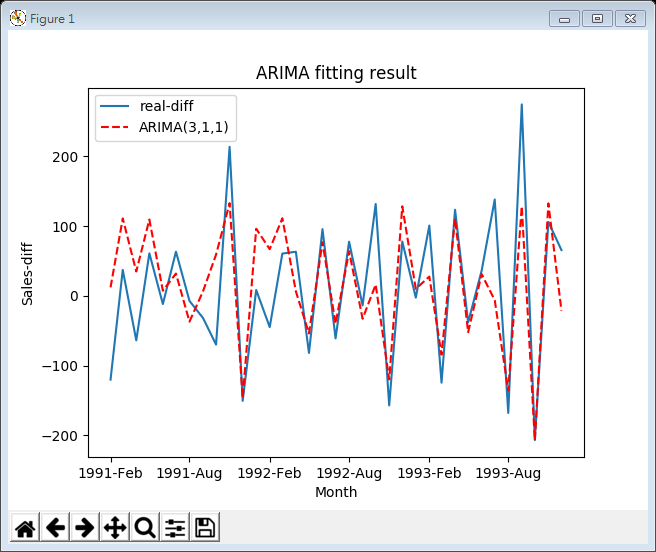 Figure 1
ARIMA fitting result
real-diff
ARIMA(3,1,1)
200
100
0
−100
−200
Sales-diff
1991-Feb 1991-Aug 1992-Feb 1992-Aug 1993-Feb 1993-Aug
Month